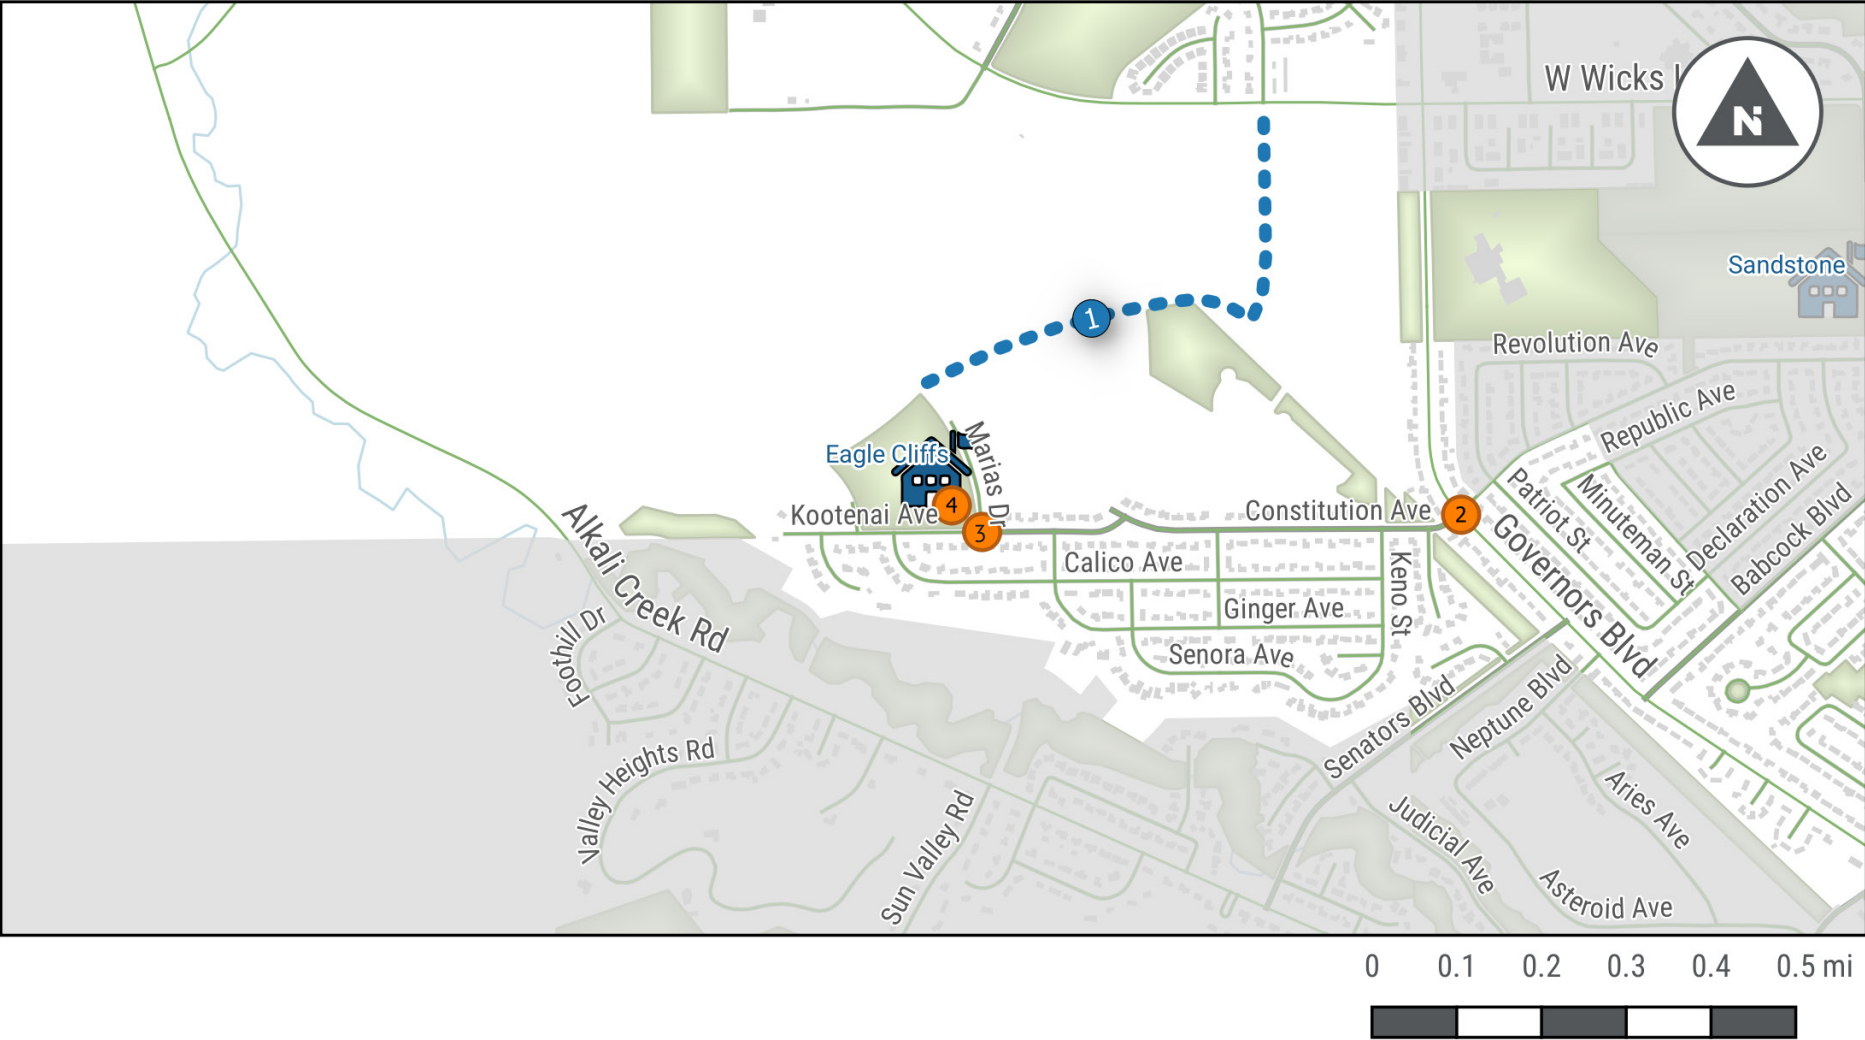 W Wicks
N
Sandstone
1
Revolution Ave
Republic Ave
Marias Dr
Eagle Cliffs
4
Kootenai Ave
3
Constitution Ave
2
Patriot St
Minuteman St
Declaration Ave
Babcock Blvd
Governors Blvd
Alkali Creek Rd
Calico Ave
Keno St
Ginger Ave
Senora Ave
Foothill Dr
Senators Blvd
Neptune Blvd
Valley Heights Rd
Sun Valley Rd
Judicial Ave
Aries Ave
Asteroid Ave
0 0.1 0.2 0.3 0.4 0.5 mi